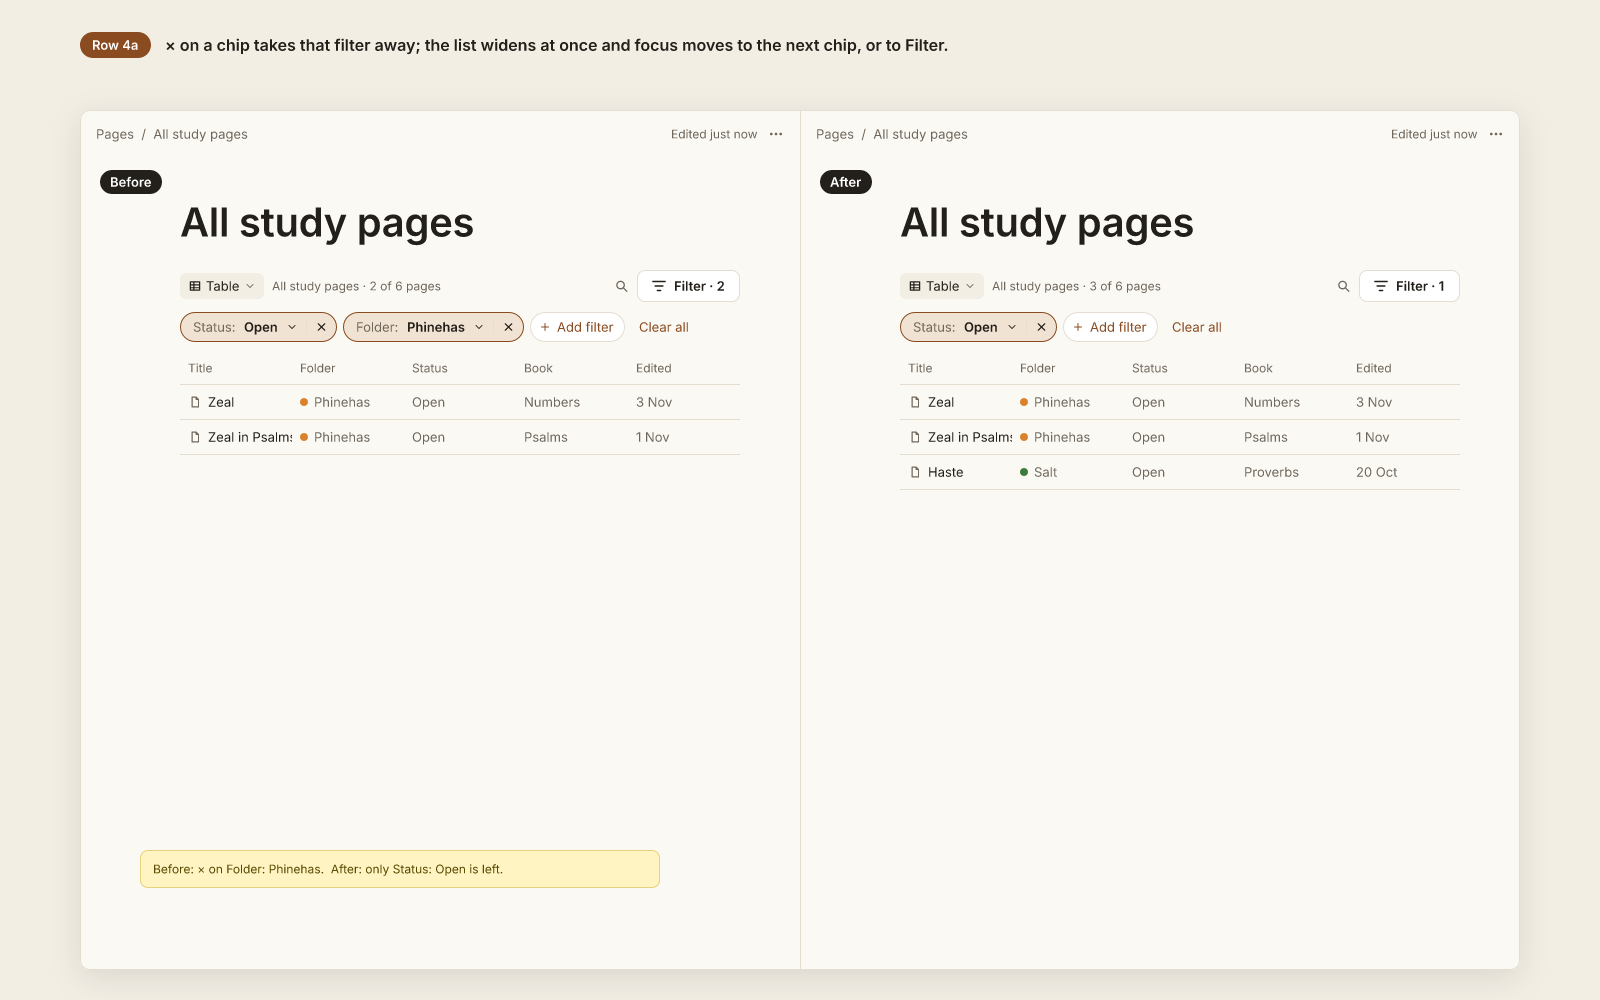 Row 4a × on a chip takes that filter away; the list widens at once and focus moves to the next chip, or to Filter.
Pages / All study pages Edited just now ···
Before
All study pages
Table All study pages · 2 of 6 pages Filter · 2
Status: Open × Folder: Phinehas × + Add filter Clear all
Title Folder Status Book Edited
Zeal Phinehas Open Numbers 3 Nov
Zeal in Psalms Phinehas Open Psalms 1 Nov
Before: × on Folder: Phinehas. After: only Status: Open is left.
Pages / All study pages Edited just now ···
After
All study pages
Table All study pages · 3 of 6 pages Filter · 1
Status: Open × + Add filter Clear all
Title Folder Status Book Edited
Zeal Phinehas Open Numbers 3 Nov
Zeal in Psalms Phinehas Open Psalms 1 Nov
Haste Salt Open Proverbs 20 Oct